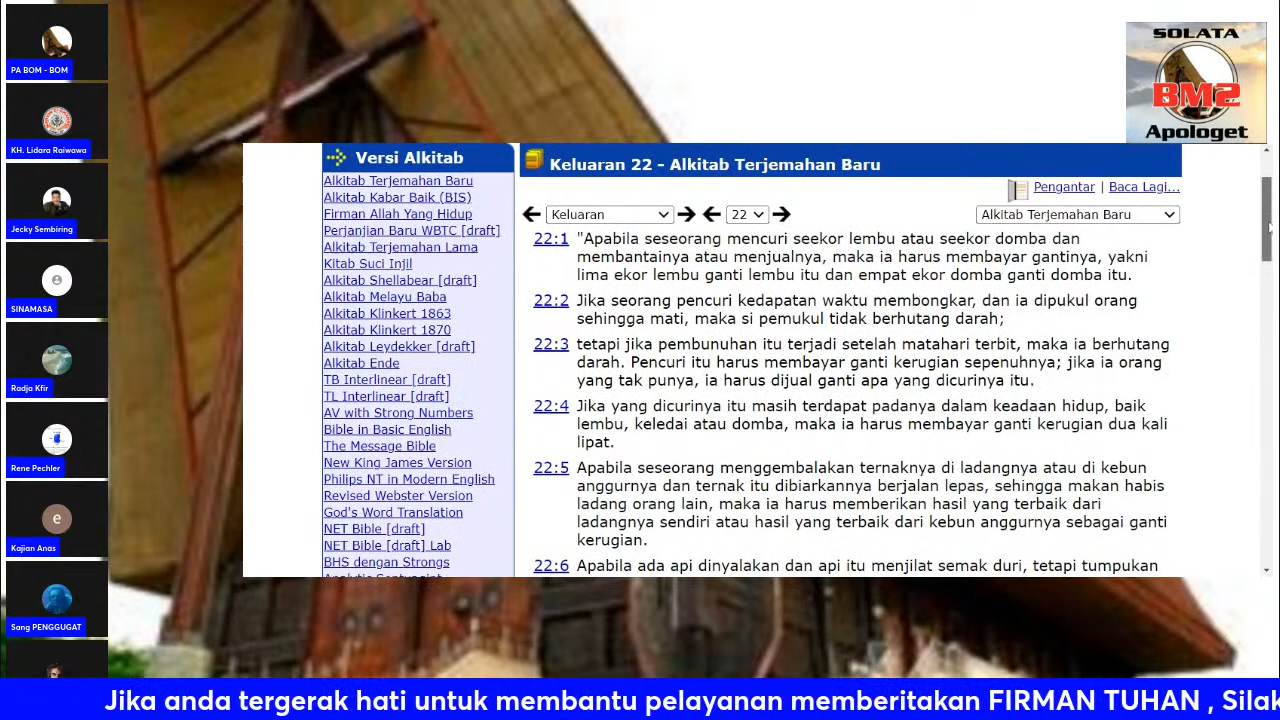 PA BOM - BOM
KH. Lidara Raiwawa
Jecky Sembiring
SINAMASA
Radja Kfir
Rene Pechler
e
Kajian Anas
Sang PENGGUGAT
SOLATA
BM2
Apologet
Versi Alkitab
Alkitab Terjemahan Baru
Alkitab Kabar Baik (BIS)
Firman Allah Yang Hidup
Perjanjian Baru WBTC [draft]
Alkitab Terjemahan Lama
Kitab Suci Injil
Alkitab Shellabear [draft]
Alkitab Melayu Baba
Alkitab Klinkert 1863
Alkitab Klinkert 1870
Alkitab Leydekker [draft]
Alkitab Ende
TB Interlinear [draft]
TL Interlinear [draft]
AV with Strong Numbers
Bible in Basic English
The Message Bible
New King James Version
Philips NT in Modern English
Revised Webster Version
God's Word Translation
NET Bible [draft]
NET Bible [draft] Lab
BHS dengan Strongs
Keluaran 22 - Alkitab Terjemahan Baru
Pengantar | Baca Lagi...
Keluaran 22 Alkitab Terjemahan Baru
22:1 "Apabila seseorang mencuri seekor lembu atau seekor domba dan
membantainya atau menjualnya, maka ia harus membayar gantinya, yakni
lima ekor lembu ganti lembu itu dan empat ekor domba ganti domba itu.
22:2 Jika seorang pencuri kedapatan waktu membongkar, dan ia dipukul orang
sehingga mati, maka si pemukul tidak berhutang darah;
22:3 tetapi jika pembunuhan itu terjadi setelah matahari terbit, maka ia berhutang
darah. Pencuri itu harus membayar ganti kerugian sepenuhnya; jika ia orang
yang tak punya, ia harus dijual ganti apa yang dicurinya itu.
22:4 Jika yang dicurinya itu masih terdapat padanya dalam keadaan hidup, baik
lembu, keledai atau domba, maka ia harus membayar ganti kerugian dua kali
lipat.
22:5 Apabila seseorang menggembalakan ternaknya di ladangnya atau di kebun
anggurnya dan ternak itu dibiarkannya berjalan lepas, sehingga makan habis
ladang orang lain, maka ia harus memberikan hasil yang terbaik dari
ladangnya sendiri atau hasil yang terbaik dari kebun anggurnya sebagai ganti
kerugian.
22:6 Apabila ada api dinyalakan dan api itu menjilat semak duri, tetapi tumpukan
Jika anda tergerak hati untuk membantu pelayanan memberitakan FIRMAN TUHAN , Silak